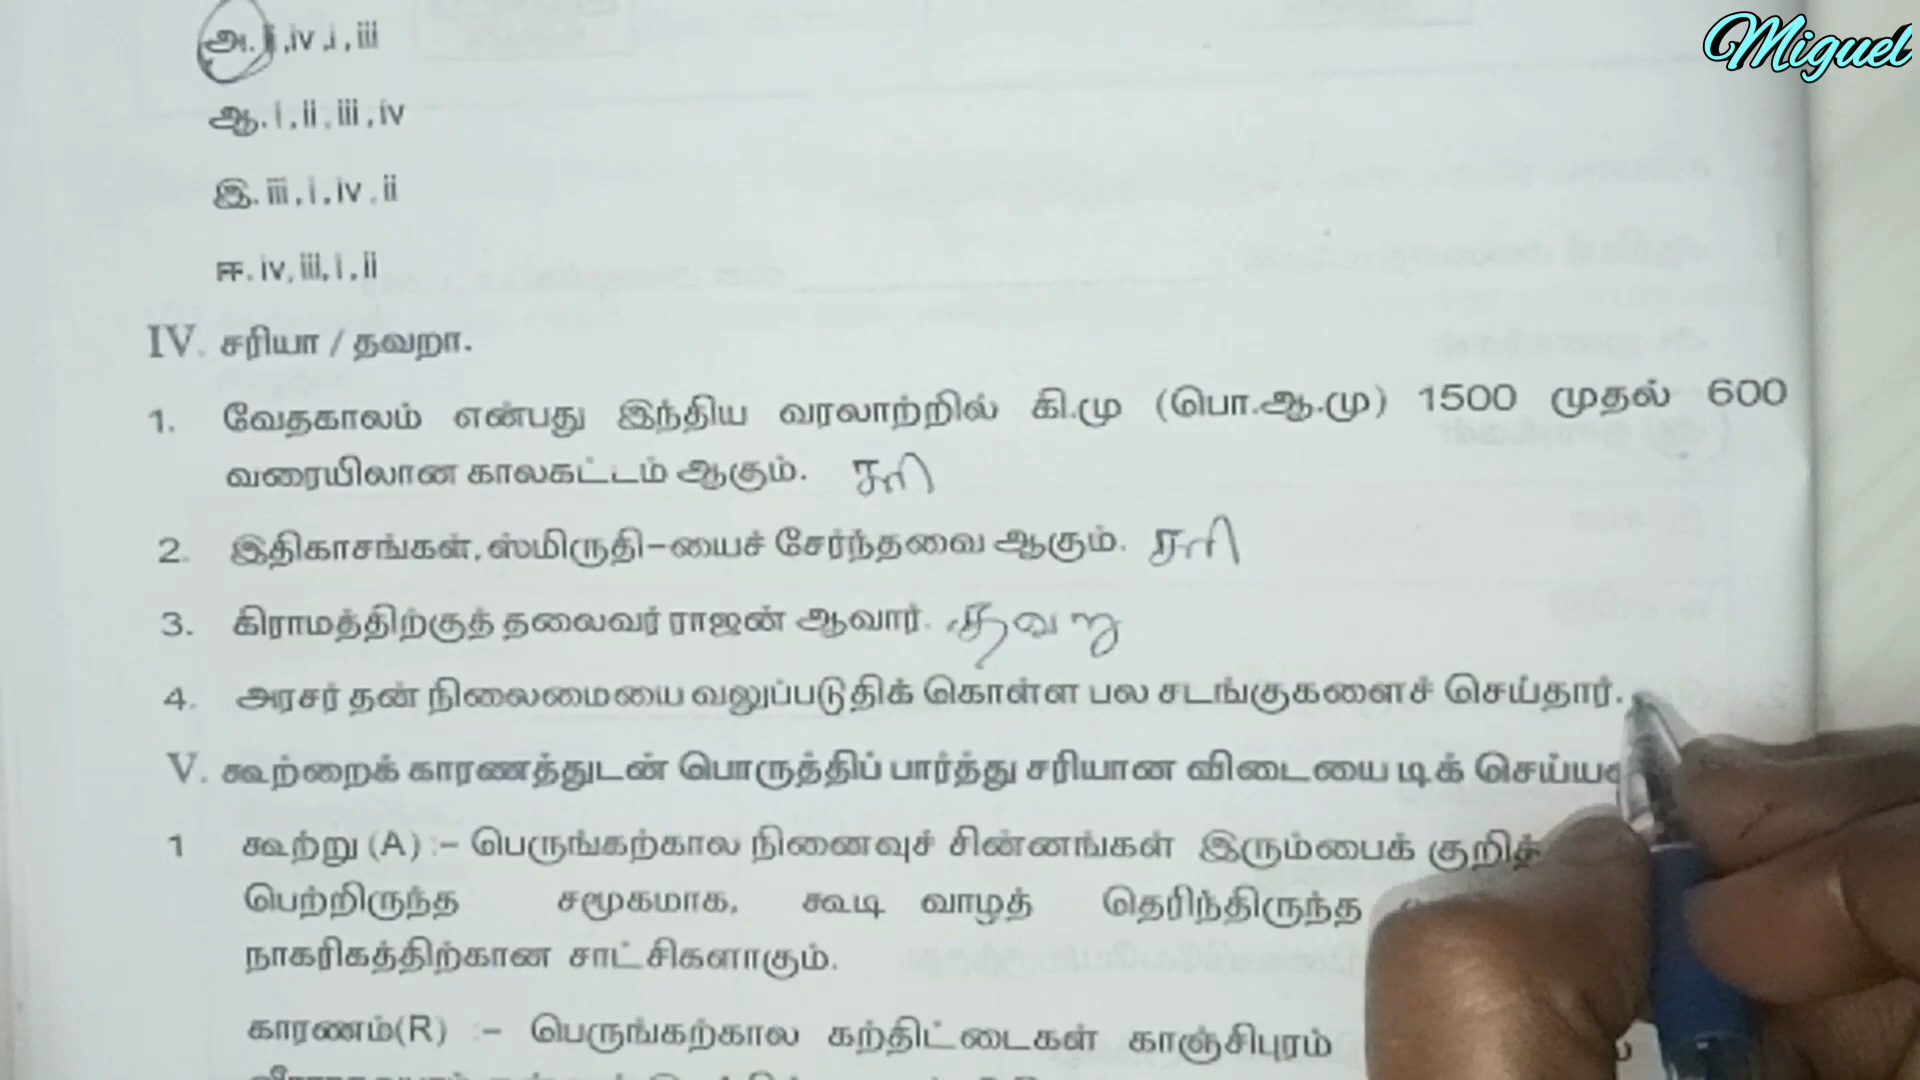 Miguel
அ. ii ,iv ,i , iii
ஆ. i , ii , iii , iv
இ. iii , i , iv , ii
ஈ. iv, iii, i , ii
IV. சரியா / தவறா.
1. வேதகாலம் என்பது இந்திய வரலாற்றில் கி.மு (பொ.ஆ.மு) 1500 முதல் 600
வரையிலான காலகட்டம் ஆகும். சரி
2. இதிகாசங்கள், ஸ்மிருதி-யைச் சேர்ந்தவை ஆகும். சரி
3. கிராமத்திற்குத் தலைவர் ராஜன் ஆவார். தவறு
4. அரசர் தன் நிலைமையை வலுப்படுதிக் கொள்ள பல சடங்குகளைச் செய்தார்.
V. கூற்றைக் காரணத்துடன் பொருத்திப் பார்த்து சரியான விடையை டிக்
1 கூற்று (A) :- பெருங்கற்கால நினைவுச் சின்னங்கள் இரும்பைக்
பெற்றிருந்த சமூகமாக, கூடி வாழத் தெரிந்திருந்த
நாகரிகத்திற்கான சாட்சிகளாகும்.
காரணம்(R) :- பெருங்கற்கால கற்திட்டைகள் காஞ்சிபுரம்